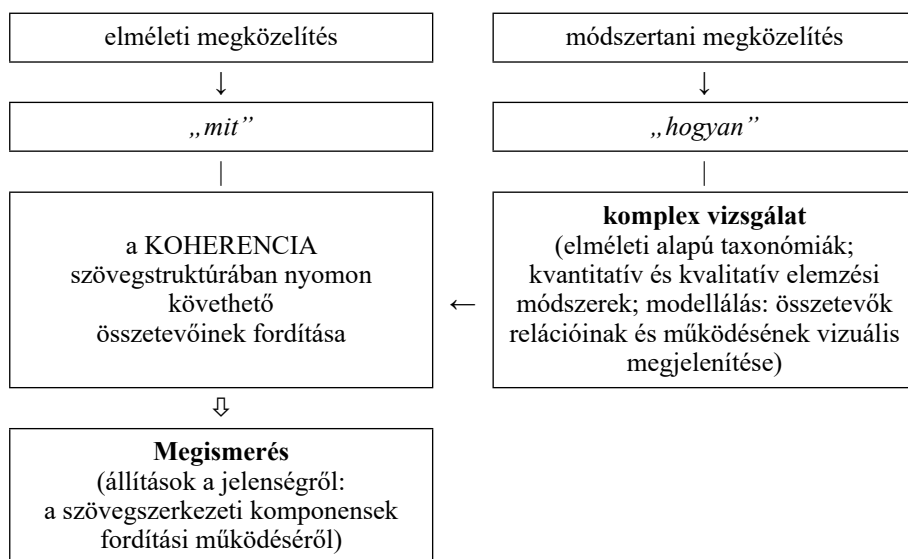 elméleti megközelítés
módszertani megközelítés
↓
↓
„mit”
„hogyan”
|
|
a KOHERENCIA
szövegstruktúrában nyomon
követhető
összetevőinek fordítása
←
komplex vizsgálat
(elméleti alapú taxonómiák;
kvantitatív és kvalitatív elemzési
módszerek; modellálás: összetevők
relációinak és működésének vizuális
megjelenítése)
⇩
Megismerés
(állítások a jelenségről:
a szövegszerkezeti komponensek
fordítási működéséről)